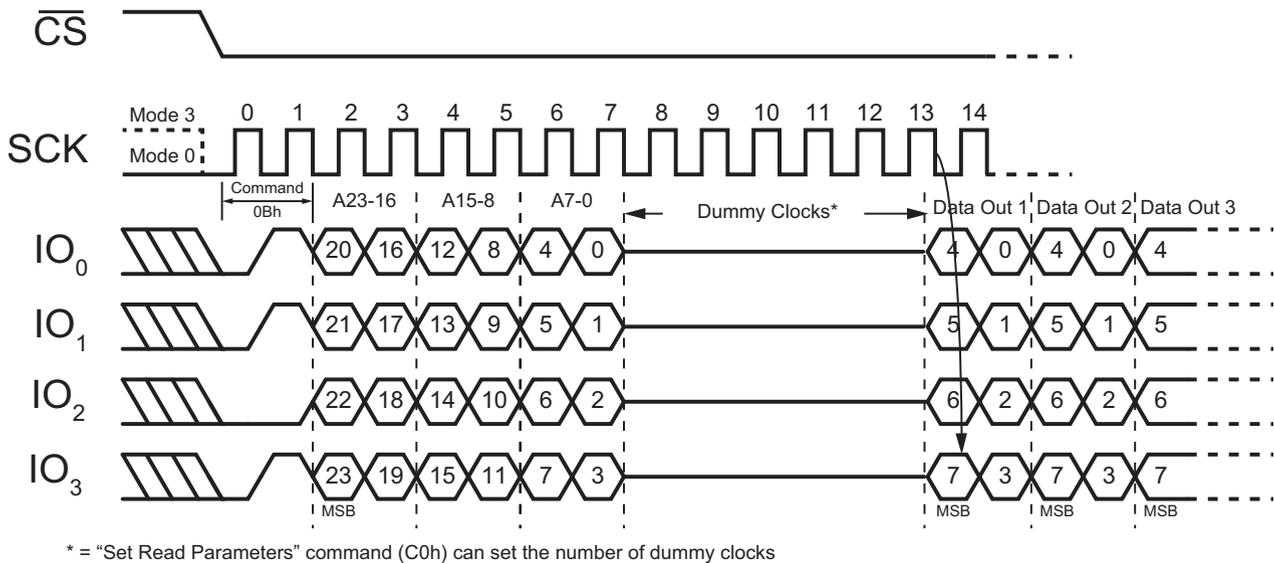 CS
0 1 2 3 4 5 6 7 8 9 10 11 12 13 14
Mode 3
SCK
Mode 0
Command
0Bh
A23-16 A15-8 A7-0 Dummy Clocks* Data Out 1 Data Out 2 Data Out 3
IO0 20 16 12 8 4 0 4 0 4 0 4
IO1 21 17 13 9 5 1 5 1 5 1 5
IO2 22 18 14 10 6 2 6 2 6 2 6
IO3 23 19 15 11 7 3 7 3 7 3 7
MSB MSB MSB MSB
* = “Set Read Parameters” command (C0h) can set the number of dummy clocks